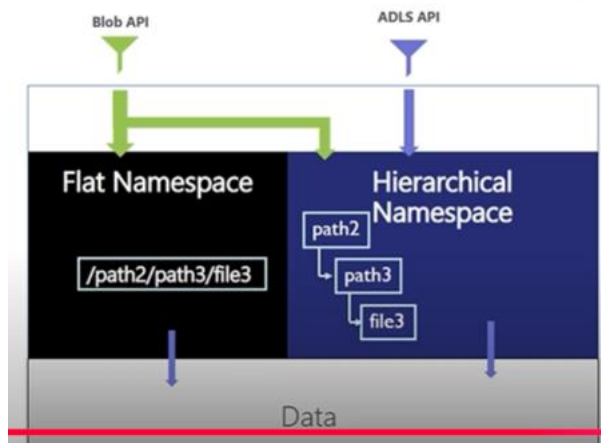 Blob API
ADLS API
Flat Namespace
Hierarchical
Namespace
/path2/path3/file3
path2
path3
file3
Data